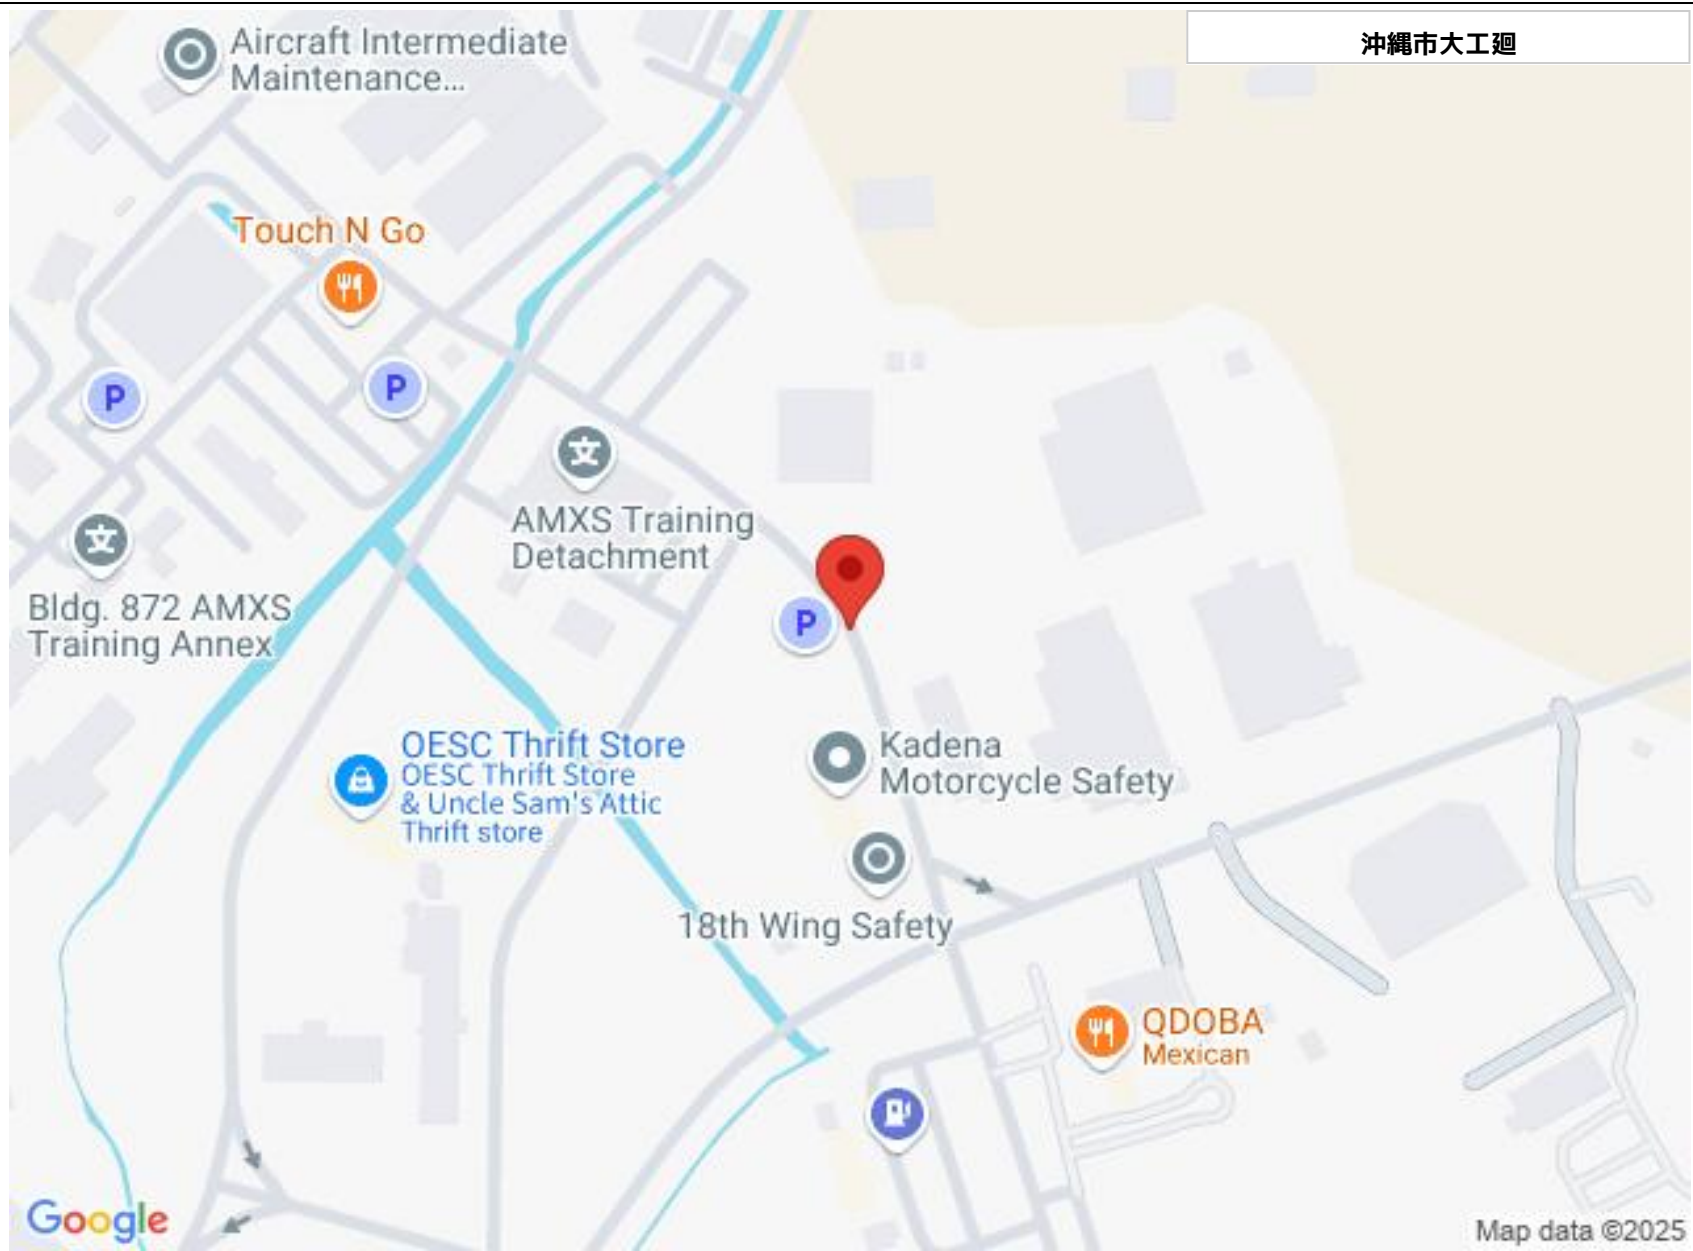 沖縄市大工廻
Aircraft Intermediate
Maintenance...
Touch N Go
P
P
AMXS Training
Detachment
Bldg. 872 AMXS
Training Annex
P
OESC Thrift Store
OESC Thrift Store
& Uncle Sam's Attic
Thrift store
Kadena
Motorcycle Safety
18th Wing Safety
QDOBA
Mexican
Google
Map data ©2025
文
文